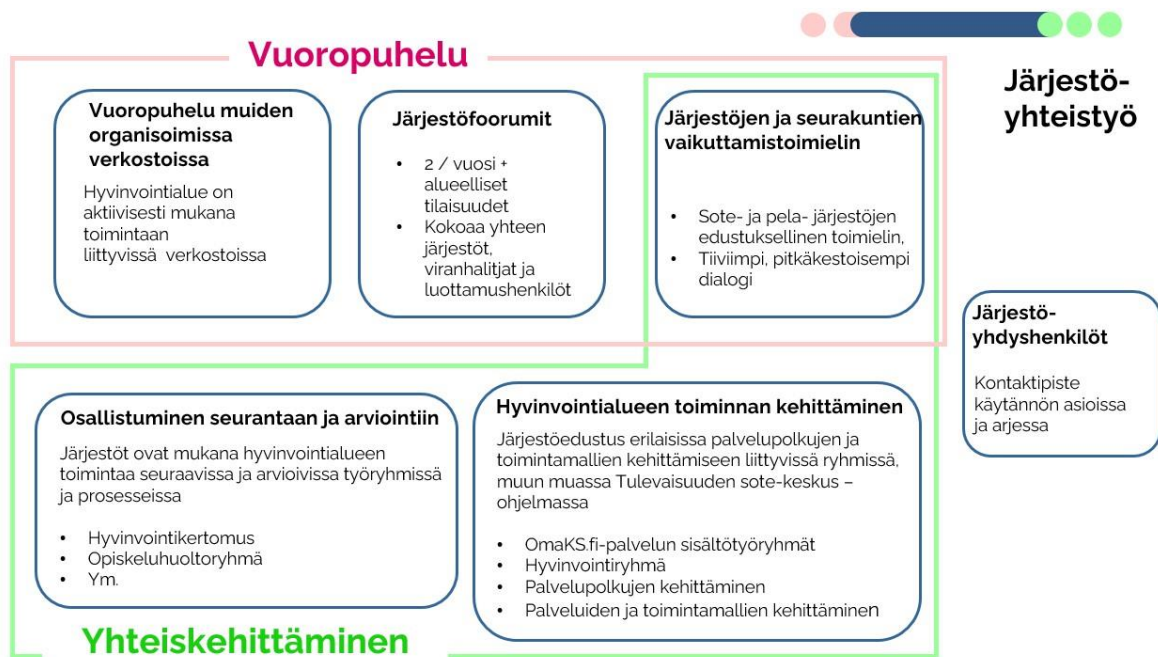 Vuoropuhelu
Järjestö-
yhteistyö
Vuoropuhelu muiden
organisoimissa
verkostoissa
Hyvinvointialue on
aktiivisesti mukana
toimintaan
liittyvissä verkostoissa
Järjestöfoorumit
• 2 / vuosi +
alueelliset
tilaisuudet
• Kokoaa yhteen
järjestöt,
viranhalitjat ja
luottamushenkilöt
Järjestöjen ja seurakuntien
vaikuttamistoimielin
• Sote- ja pela- järjestöjen
edustuksellinen toimielin,
• Tiiviimpi, pitkäkestoisempi
dialogi
Järjestö-
yhdyshenkilöt
Kontaktipiste
käytännön asioissa
ja arjessa
Osallistuminen seurantaan ja arviointiin
Järjestöt ovat mukana hyvinvointialueen
toimintaa seuraavissa ja arvioivissa työryhmissä
ja prosesseissa
• Hyvinvointikertomus
• Opiskeluhuoltoryhmä
• Ym.
Hyvinvointialueen toiminnan kehittäminen
Järjestöedustus erilaisissa palvelupolkujen ja
toimintamallien kehittämiseen liittyvissä ryhmissä,
muun muassa Tulevaisuuden sote-keskus –
ohjelmassa
• OmaKS.fi-palvelun sisältötyöryhmät
• Hyvinvointiryhmä
• Palvelupolkujen kehittäminen
• Palveluiden ja toimintamallien kehittäminen
Yhteiskehittäminen